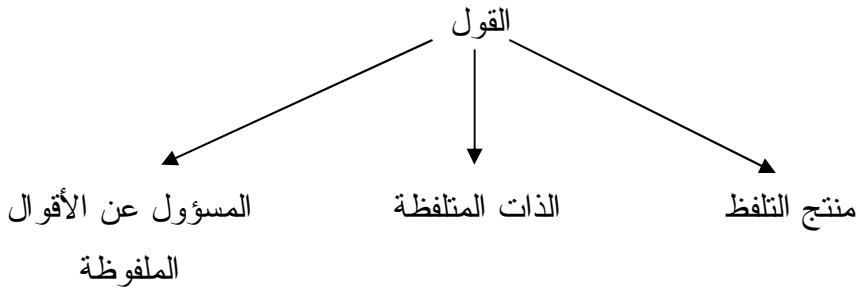 القول
منتج التلفظ
الذات المتلفظة
المسؤول عن الأقوال
الملفوظة